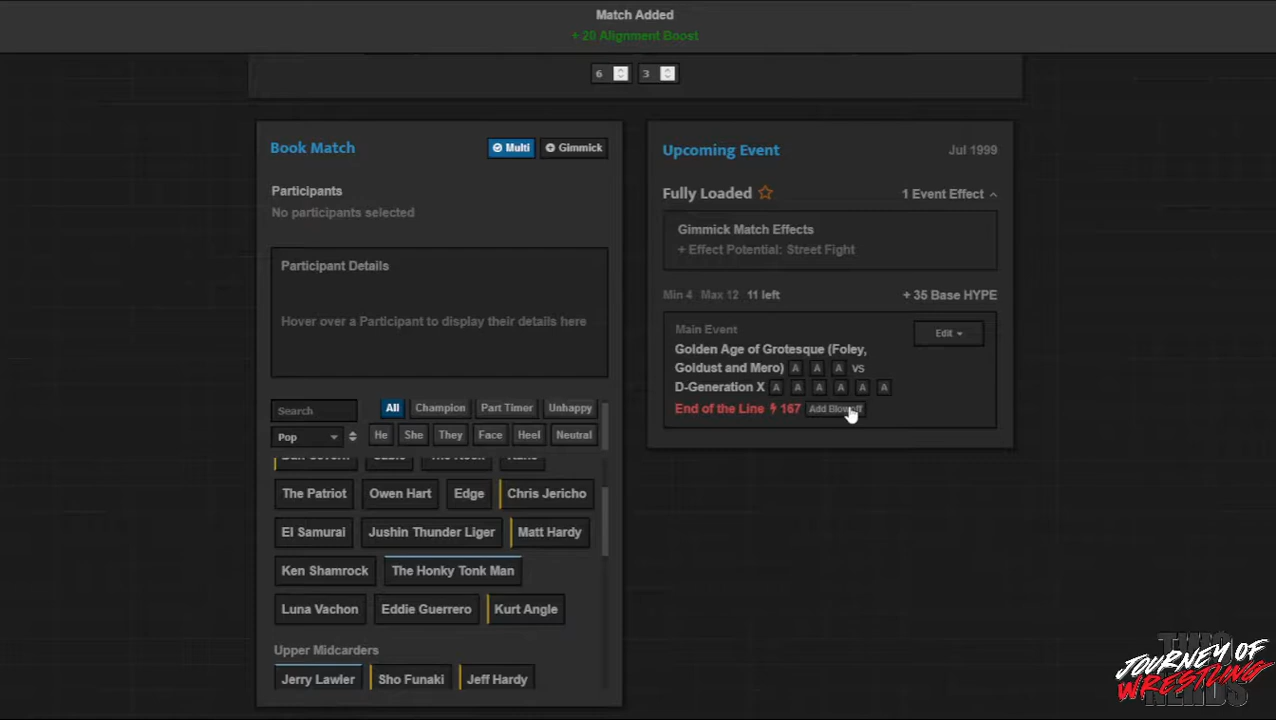 Match Added
+ 20 Alignment Boost
6 3
Book Match
Multi
Gimmick
Participants
No participants selected
Participant Details
Hover over a Participant to display their details here
Search
All
Champion
Part Timer
Unhappy
Pop
He
She
They
Face
Heel
Neutral
The Patriot
Owen Hart
Edge
Chris Jericho
El Samurai
Jushin Thunder Liger
Matt Hardy
Ken Shamrock
The Honky Tonk Man
Luna Vachon
Eddie Guerrero
Kurt Angle
Upper Midcarders
Jerry Lawler
Sho Funaki
Jeff Hardy
Upcoming Event
Jul 1999
Fully Loaded
1 Event Effect
Gimmick Match Effects
+ Effect Potential: Street Fight
Min 4 Max 12 11 left
+ 35 Base HYPE
Main Event
Edit
Golden Age of Grotesque (Foley,
Goldust and Mero) A A A vs
D-Generation X A A A A A A
End of the Line 167 Add Blowoff
THIS
JOURNEY OF
WRESTLING
NERDS